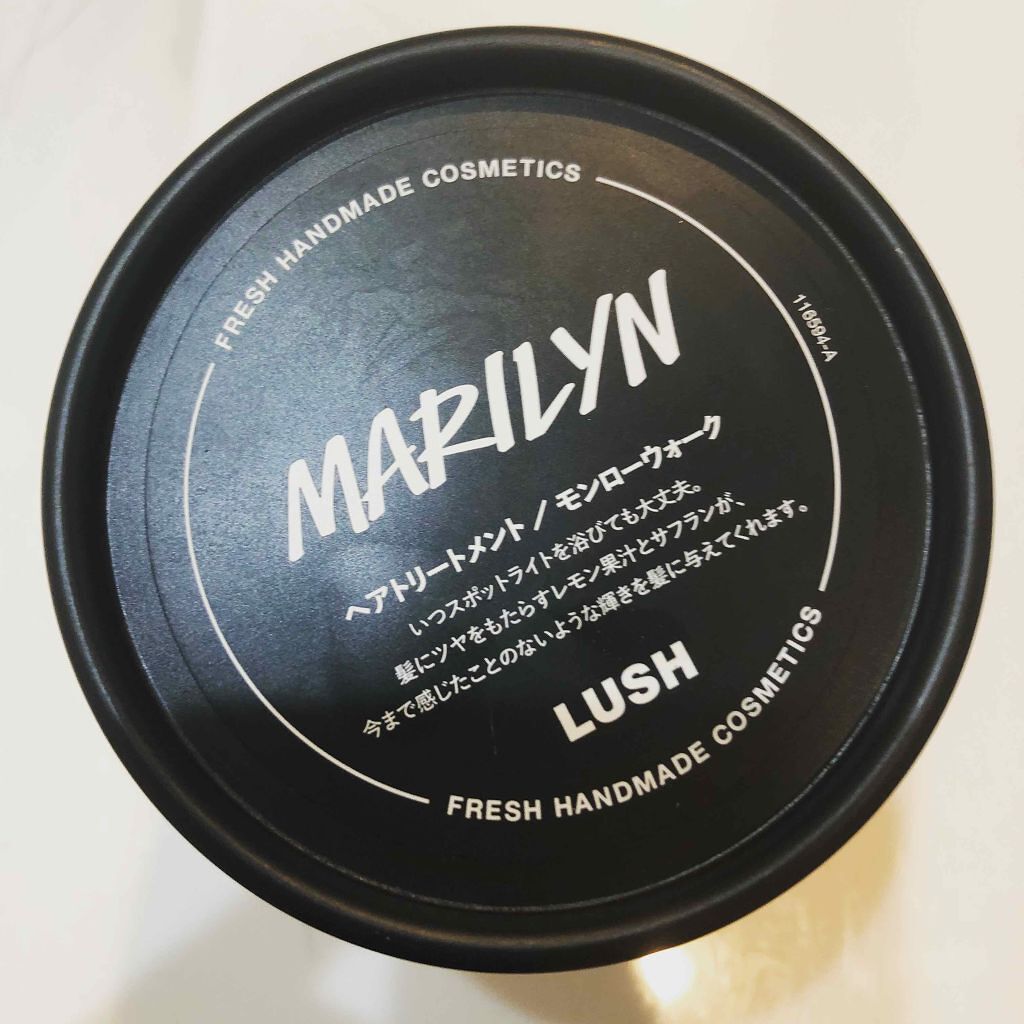 FRESH HANDMADE COSMETICS
116594-A
MARILYN
ヘアトリートメント / モンローウォーク
いつスポットライトを浴びても大丈夫。
髪にツヤをもたらすレモン果汁とサフランが、
今まで感じたことのないような輝きを髪に与えてくれます。
LUSH
FRESH HANDMADE COSMETICS